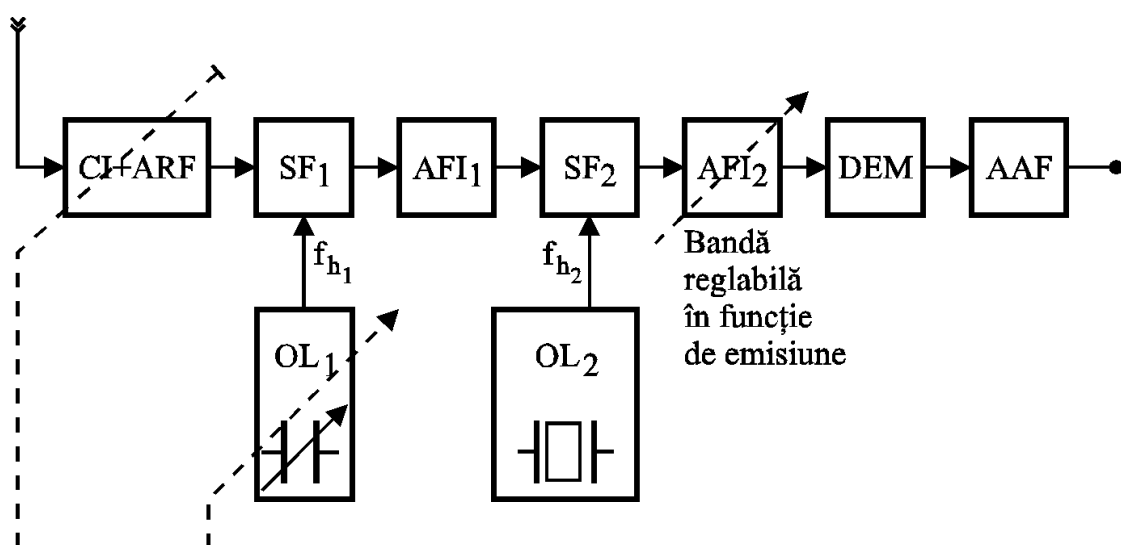 CI+ARF
SF1
AFI1
SF2
AFI2
DEM
AAF
fh1
fh2
Bandă
reglabilă
în funcție
de emisiune
OL1
OL2